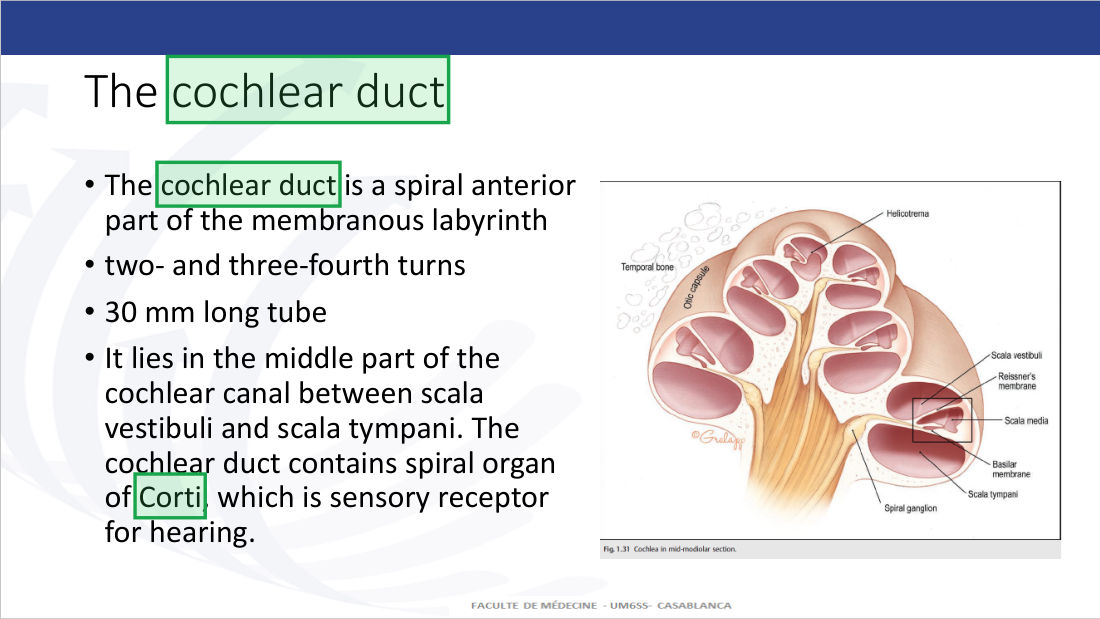 The cochlear duct
• The cochlear duct is a spiral anterior
part of the membranous labyrinth
• two- and three-fourth turns
• 30 mm long tube
• It lies in the middle part of the
cochlear canal between scala
vestibuli and scala tympani. The
cochlear duct contains spiral organ
of Corti, which is sensory receptor
for hearing.
Helicotrema
Temporal bone
Otic capsule
Scala vestibuli
Reissner's
membrane
Scala media
©Gralapp
Basilar
membrane
Scala tympani
Spiral ganglion
Fig. 1.31 Cochlea in mid-modiolar section.
FACULTE DE MÉDECINE - UM6SS- CASABLANCA